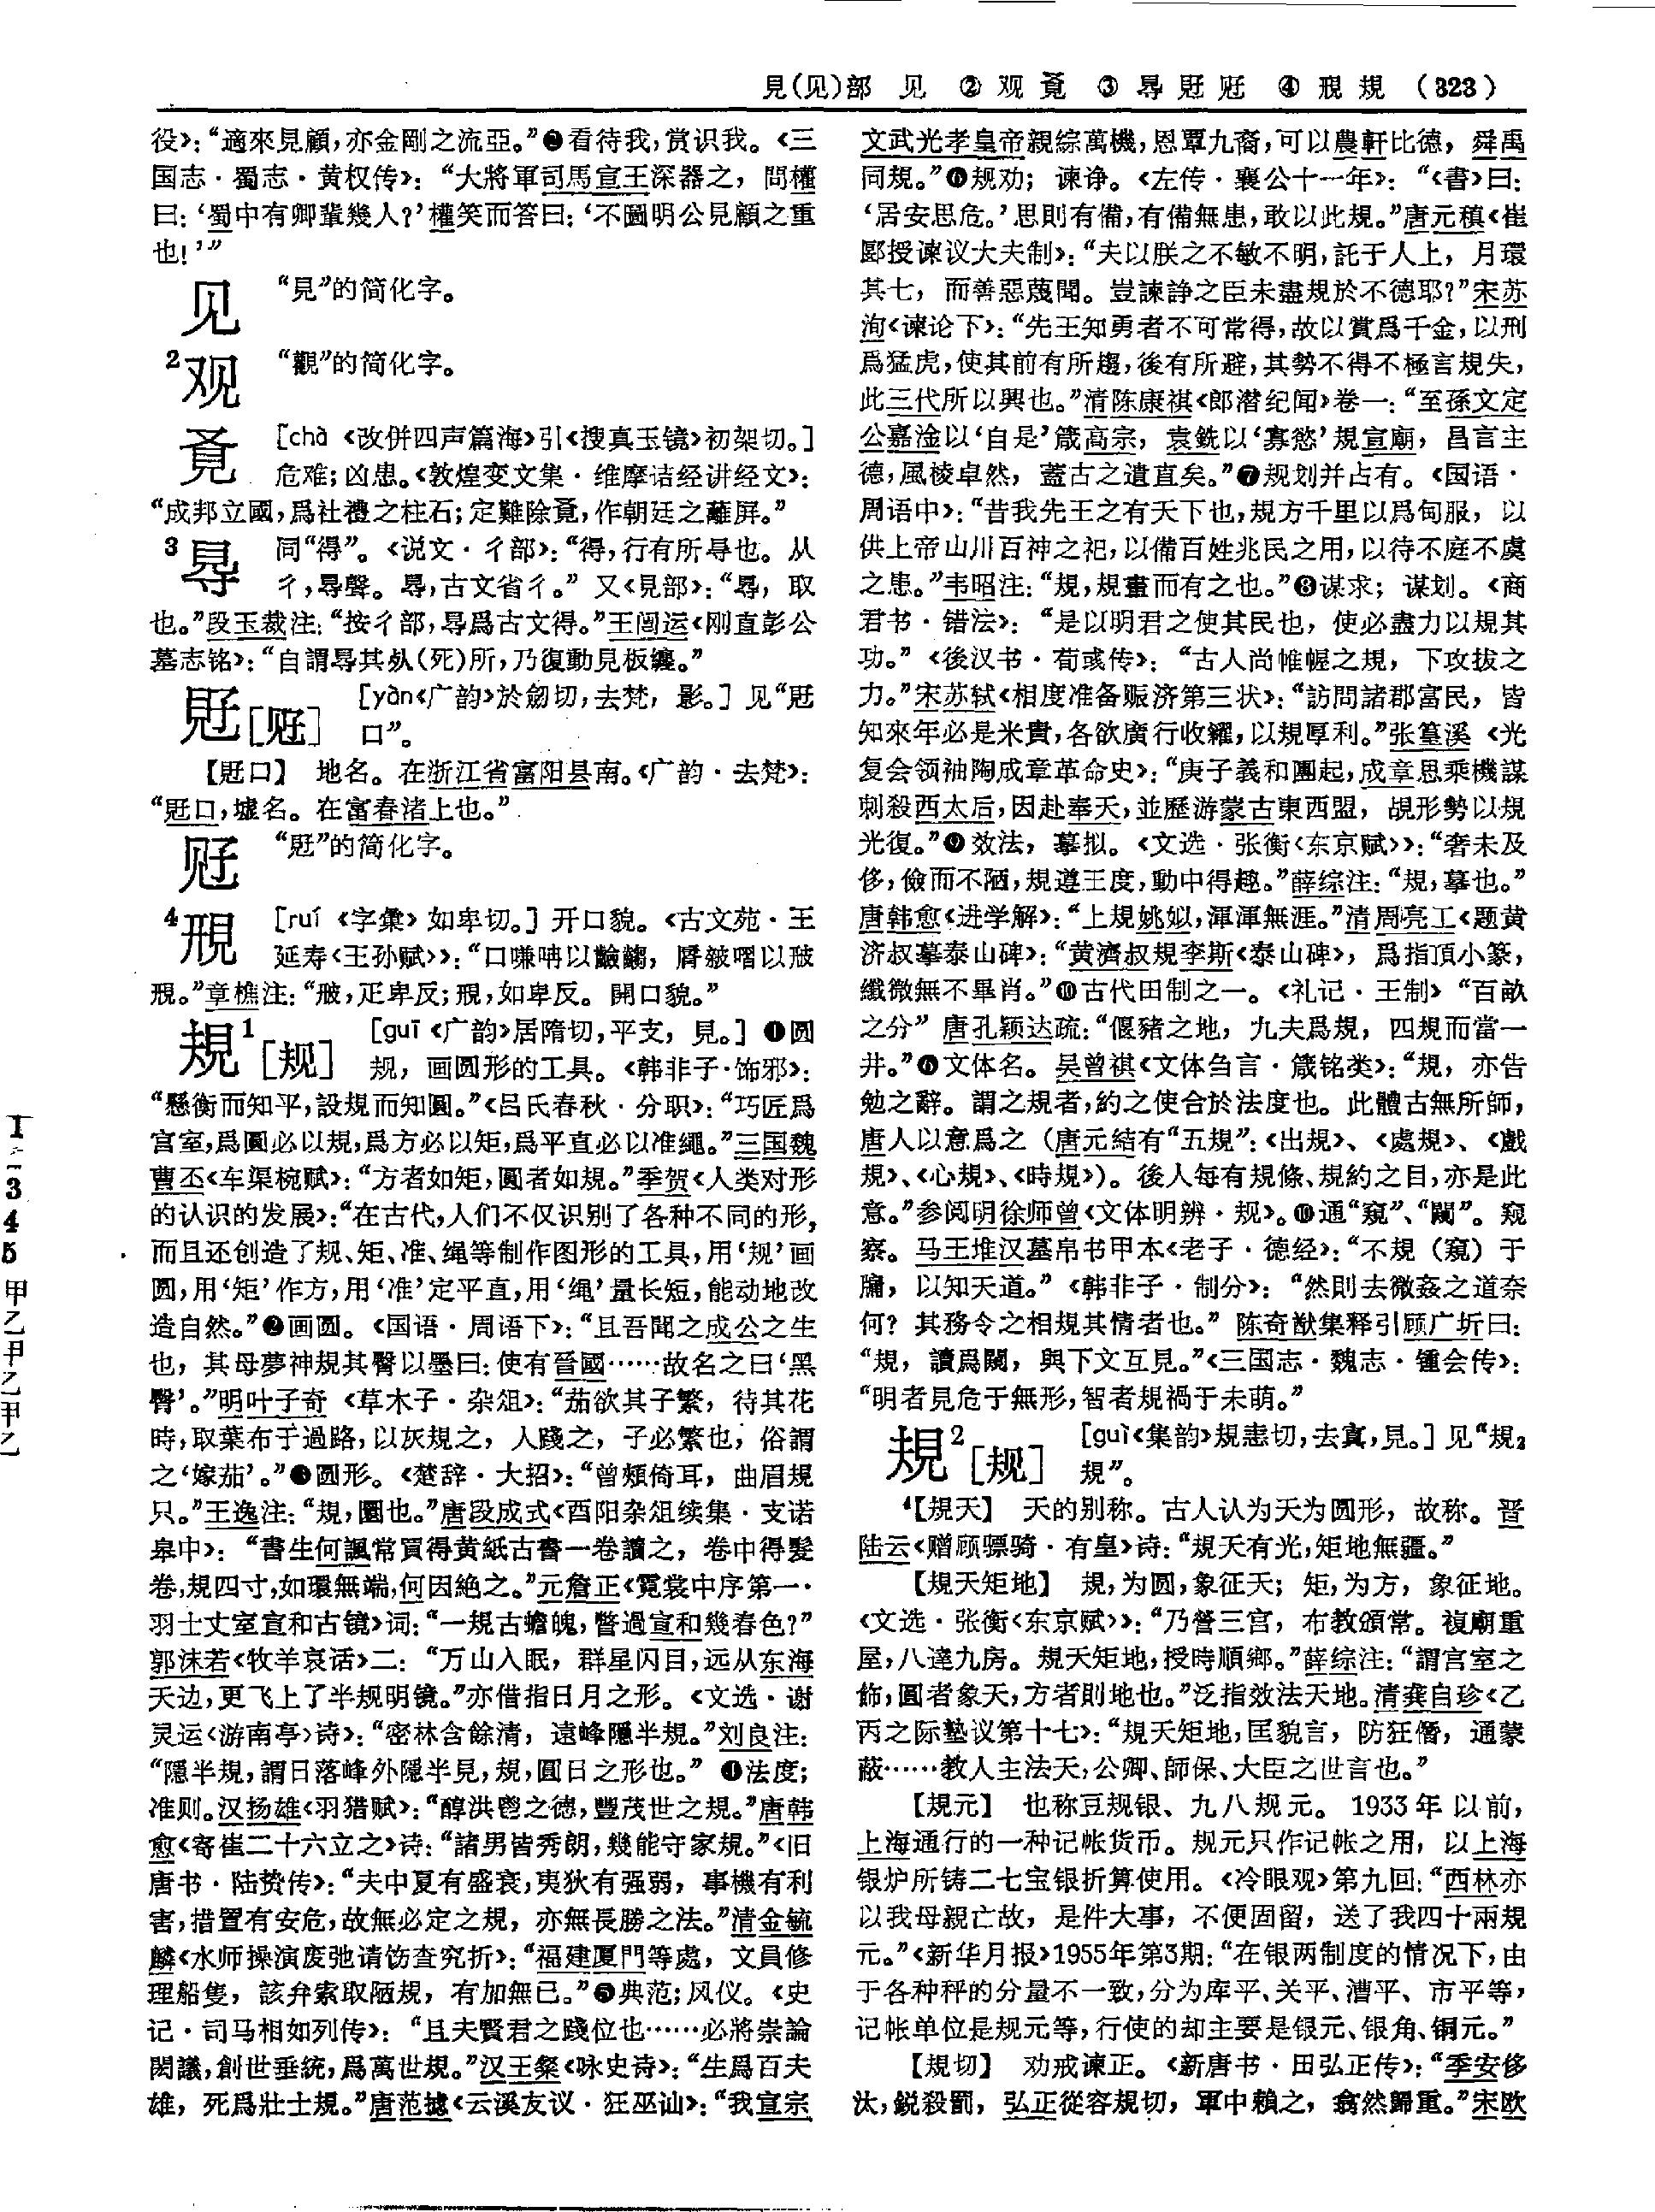 見(见)部 见 ② 观 覔 ③ 㝵 ④ 規 (323)
役》：“適來見顧，亦金剛之流亞。”❷看待我，赏识我。《三
国志·蜀志·黄权传》：“大將軍司馬宣王深器之，問權
曰：‘蜀中有卿輩幾人？’權笑而答曰：‘不圖明公見顧之重
也！’”
见 “見”的简化字。
2观 “觀”的简化字。
[chà 《改併四声篇海》引《搜真玉镜》初架切。]
危难；凶患。《敦煌变文集·维摩诘经讲经文》：
“成邦立國，爲社禮之柱石；定難除，作朝廷之蘺屏。”
3 同“得”。《说文·彳部》：“得，行有所㝵也。从
彳，㝵聲。㝵，古文省彳。”又《見部》：“㝵，取
也。”段玉裁注：“按彳部，㝵爲古文得。”王闿运《刚直彭公
墓志铭》：“自謂㝵其(死)所，乃復動見板纏。”
[yàn《广韵》於劒切，去梵，影。] 见“
口”。
【口】 地名。在浙江省富阳县南。《广韵·去梵》：
“口，墟名。在富春渚上也。”
“”的简化字。
4 [ruí 《字彙》如卑切。] 开口貌。《古文苑·王
延寿〈王孙赋〉》：“口嗛呥以，
。”章樵注：“，疋卑反；，如卑反。開口貌。”
規1[规] [guī《广韵》居隋切，平支，見。] ❶圆
规，画圆形的工具。《韩非子·饰邪》：
“懸衡而知平，設規而知圓。”《吕氏春秋·分职》：“巧匠爲
宫室，爲圓必以規，爲方必以矩，爲平直必以准繩。”三国魏
曹丕《车渠椀赋》：“方者如矩，圓者如規。”季贺《人类对形
的认识的发展》：“在古代，人们不仅识别了各种不同的形，
而且还创造了规、矩、准、绳等制作图形的工具，用‘规’画
圆，用‘矩’作方，用‘准’定平直，用‘绳’量长短，能动地改
造自然。”❷画圆。《国语·周语下》：“且吾聞之成公之生
也，其母夢神規其臀以墨曰：使有晉國……故名之曰‘黑
臀’。”明叶子奇《草木子·杂俎》：“茄欲其子繁，待其花
時，取葉布于過路，以灰規之，人踐之，子必繁也，俗謂
之‘嫁茄’。”❸圆形。《楚辞·大招》：“曾頰倚耳，曲眉規
只。”王逸注：“規，圜也。”唐段成式《酉阳杂俎续集·支诺
皋中》：“書生何諷常買得黄紙古書一卷讀之，卷中得髮
卷，規四寸，如環無端，何因絶之。”元詹正《霓裳中序第一·
羽士丈室宣和古镜》词：“一規古蟾魄，瞥過宣和幾春色？”
郭沫若《牧羊哀话》二：“万山入眠，群星闪目，远从东海
天边，更飞上了半规明镜。”亦借指日月之形。《文选·谢
灵运〈游南亭〉诗》：“密林含餘清，遠峰隱半規。”刘良注：
“隱半規，謂日落峰外隱半見，規，圓日之形也。” ❹法度；
准则。汉扬雄《羽猎赋》：“醇洪鬯之德，豐茂世之規。”唐韩
愈《寄崔二十六立之》诗：“諸男皆秀朗，幾能守家規。”《旧
唐书·陆贽传》：“夫中夏有盛衰，夷狄有强弱，事機有利
害，措置有安危，故無必定之規，亦無長勝之法。”清金毓
麟《水师操演废弛请饬查究折》：“福建厦門等處，文員修
理船隻，該弁索取陋規，有加無已。”❺典范；风仪。《史
记·司马相如列传》：“且夫賢君之踐位也……必將崇論
閎議，創世垂統，爲萬世規。”汉王粲《咏史诗》：“生爲百夫
雄，死爲壯士規。”唐范摅《云溪友议·狂巫讪》：“我宣宗
文武光孝皇帝親綜萬機，恩覃九裔，可以農軒比德，舜禹
同規。”❻规劝；谏诤。《左传·襄公十一年》：“《書》曰：
‘居安思危。’思則有備，有備無患，敢以此規。”唐元稹《崔
郾授谏议大夫制》：“夫以朕之不敏不明，託于人上，月環
其七，而善惡蔑聞。豈諫諍之臣未盡規於不德耶？”宋苏
洵《谏论下》：“先王知勇者不可常得，故以賞爲千金，以刑
爲猛虎，使其前有所趨，後有所避，其勢不得不極言規失，
此三代所以興也。”清陈康祺《郎潜纪闻》卷一：“至孫文定
公嘉淦以‘自是’箴高宗，袁銑以‘寡慾’規宣廟，昌言主
德，風棱卓然，蓋古之遺直矣。”❼规划并占有。《国语·
周语中》：“昔我先王之有天下也，規方千里以爲甸服，以
供上帝山川百神之祀，以備百姓兆民之用，以待不庭不虞
之患。”韦昭注：“規，規畫而有之也。”❽谋求；谋划。《商
君书·错法》：“是以明君之使其民也，使必盡力以規其
功。”《後汉书·荀彧传》：“古人尚帷幄之規，下攻拔之
力。”宋苏轼《相度准备赈济第三状》：“訪問諸郡富民，皆
知來年必是米貴，各欲廣行收糴，以規厚利。”张篁溪《光
复会领袖陶成章革命史》：“庚子義和團起，成章思乘機謀
刺殺西太后，因赴奉天，並歷游蒙古東西盟，覘形勢以規
光復。”❾效法，摹拟。《文选·张衡〈东京赋〉》：“奢未及
侈，儉而不陋，規遵王度，動中得趣。”薛综注：“規，摹也。”
唐韩愈《进学解》：“上規姚姒，渾渾無涯。”清周亮工《题黄
济叔摹泰山碑》：“黄濟叔規李斯《泰山碑》，爲指頂小篆，
纖微無不畢肖。”❿古代田制之一。《礼记·王制》“百畝
之分”唐孔颖达疏：“偃豬之地，九夫爲規，四規而當一
井。”⓫文体名。吴曾祺《文体刍言·箴铭类》：“規，亦告
勉之辭。謂之規者，約之使合於法度也。此體古無所師，
唐人以意爲之（唐元結有“五規”：《出規》、《處規》、《戲
規》、《心規》、《時規》）。後人每有規條、規約之目，亦是此
意。”参阅明徐师曾《文体明辨·规》。⓬通“窥”、“闚”。窥
察。马王堆汉墓帛书甲本《老子·德经》：“不規（窺）于
牖，以知天道。”《韩非子·制分》：“然則去微姦之道奈
何？其務令之相規其情者也。”陈奇猷集释引顾广圻曰：
“規，讀爲闚，與下文互見。”《三国志·魏志·锺会传》：
“明者見危于無形，智者規禍于未萌。”
規2[规] [guì《集韵》規恚切，去寘，見。] 见“規2
規”。
4【規天】 天的别称。古人认为天为圆形，故称。晋
陆云《赠顾骠骑·有皇》诗：“規天有光，矩地無疆。”
【規天矩地】 規，为圆，象征天；矩，为方，象征地。
《文选·张衡〈东京赋〉》：“乃營三宫，布教頒常。複廟重
屋，八達九房。規天矩地，授時順鄉。”薛综注：“謂宫室之
飾，圓者象天，方者則地也。”泛指效法天地。清龚自珍《乙
丙之际塾议第十七》：“規天矩地，匡貌言，防狂僭，通蒙
蔽……教人主法天，公卿、師保、大臣之世言也。”
【規元】 也称豆规银、九八规元。1933年以前，
上海通行的一种记帐货币。规元只作记帐之用，以上海
银炉所铸二七宝银折算使用。《冷眼观》第九回：“西林亦
以我母親亡故，是件大事，不便固留，送了我四十兩規
元。”《新华月报》1955年第3期：“在银两制度的情况下，由
于各种秤的分量不一致，分为库平、关平、漕平、市平等，
记帐单位是规元等，行使的却主要是银元、银角、铜元。”
【規切】 劝戒谏正。《新唐书·田弘正传》：“季安侈
汰，鋭殺罰，弘正從容規切，軍中賴之，翕然歸重。”宋欧
3
4
5
甲
乙
甲
乙
甲
乙